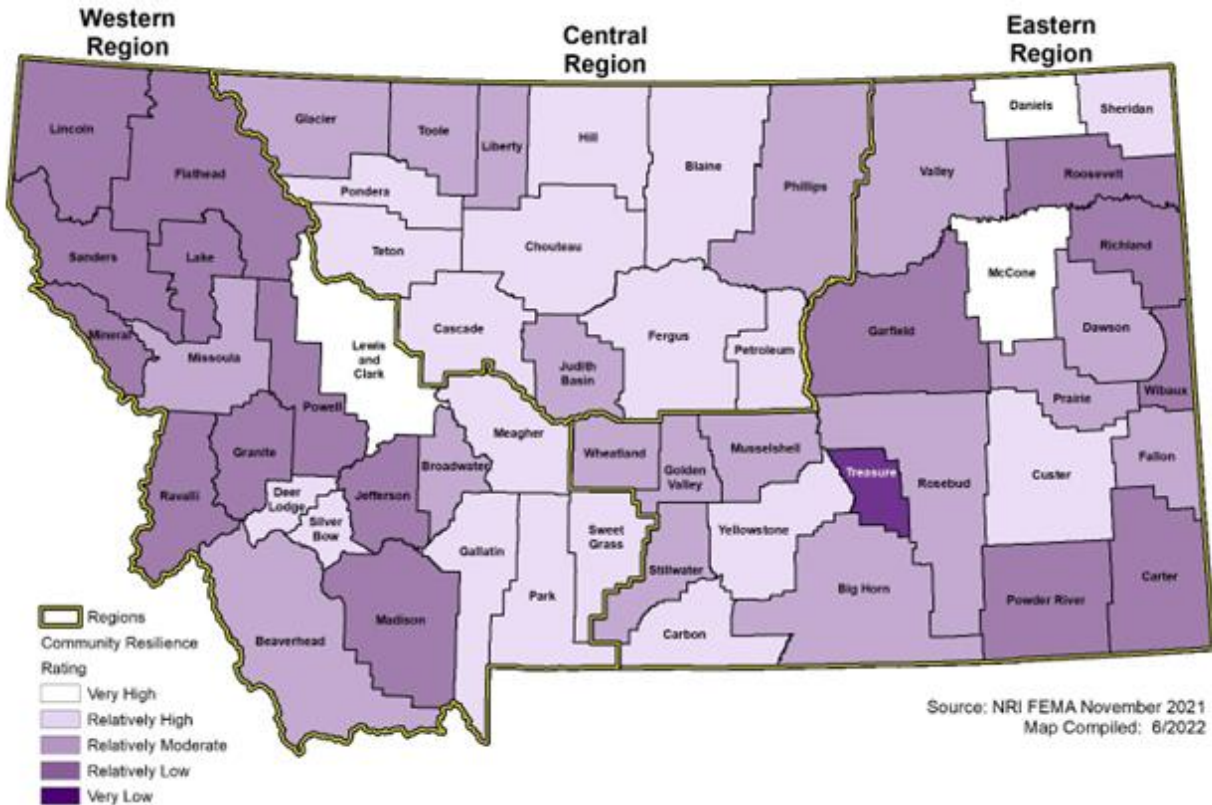 Western
Region
Central
Region
Eastern
Region
Lincoln
Flathead
Glacier
Toole
Liberty
Hill
Blaine
Phillips
Valley
Daniels
Sheridan
Roosevelt
Pondera
Teton
Chouteau
Sanders
Lake
Richland
McCone
Mineral
Missoula
Lewis
and
Clark
Cascade
Judith
Basin
Fergus
Petroleum
Garfield
Dawson
Wibaux
Prairie
Powell
Meagher
Ravalli
Granite
Deer
Lodge
Silver
Bow
Jefferson
Broadwater
Wheatland
Golden
Valley
Musselshell
Treasure
Rosebud
Custer
Fallon
Gallatin
Park
Sweet
Grass
Yellowstone
Stillwater
Big Horn
Carbon
Powder River
Carter
Beaverhead
Madison
Regions
Community Resilience
Rating
Very High
Relatively High
Relatively Moderate
Relatively Low
Very Low
Source: NRI FEMA November 2021
Map Compiled: 6/2022